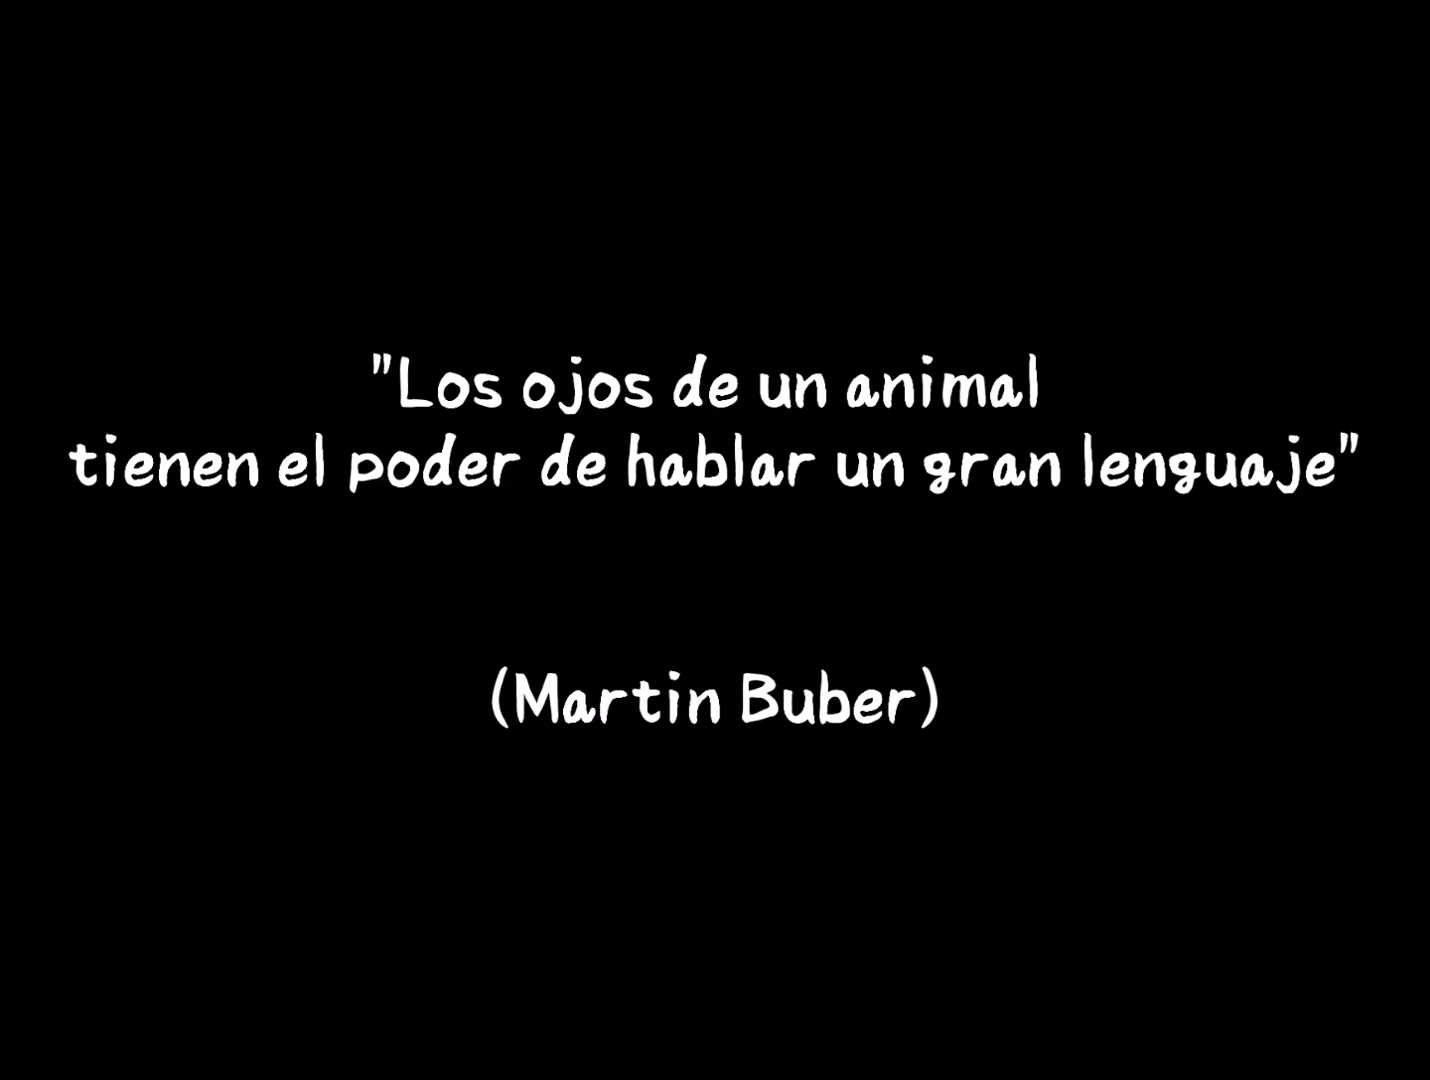 "Los ojos de un animal
tienen el poder de hablar un gran lenguaje"
(Martin Buber)